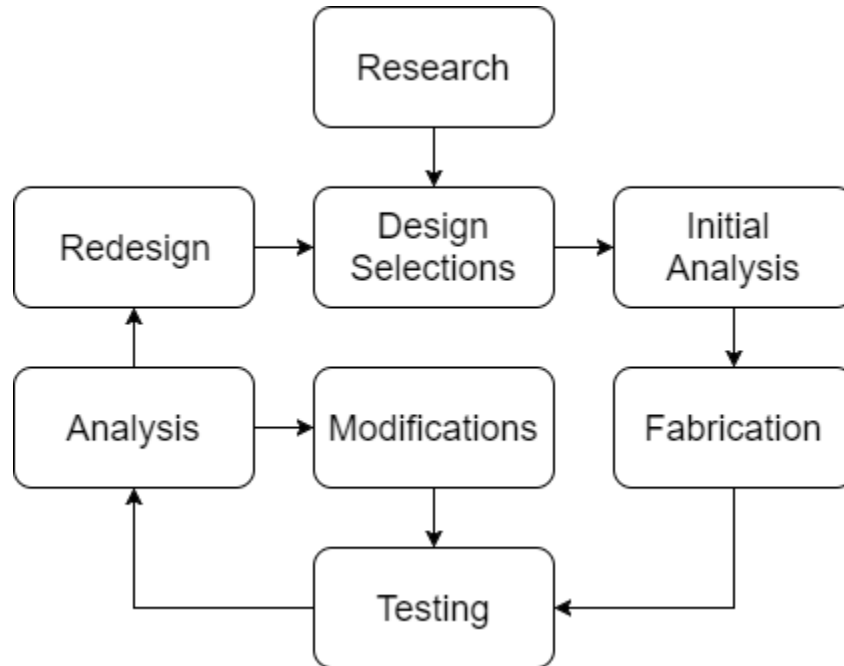 Research
Redesign
Design
Selections
Initial
Analysis
Analysis
Modifications
Fabrication
Testing